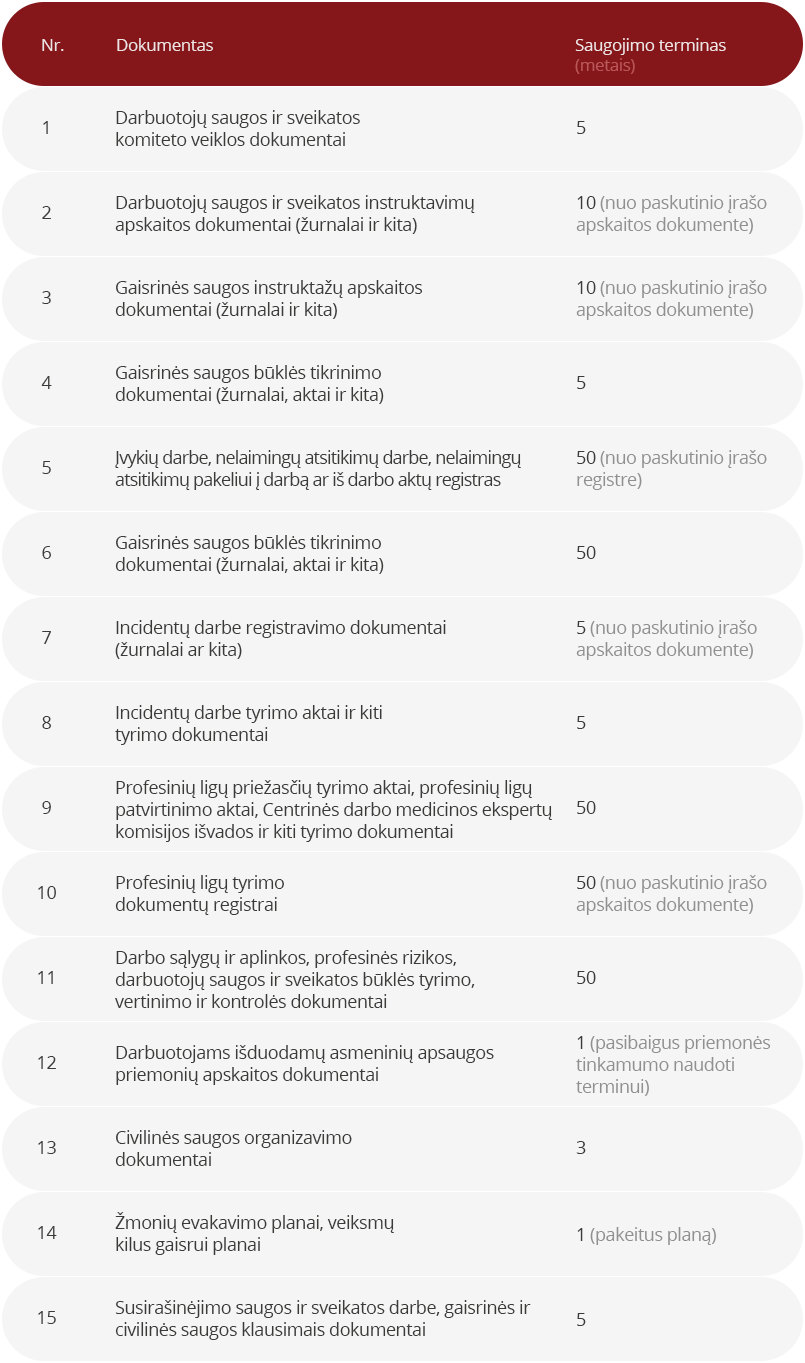 Nr.
Dokumentas
Saugojimo terminas
(metais)
1
Darbuotojų saugos ir sveikatos
komiteto veiklos dokumentai
5
2
Darbuotojų saugos ir sveikatos instruktavimų
apskaitos dokumentai (žurnalai ir kita)
10 (nuo paskutinio įrašo
apskaitos dokumente)
3
Gaisrinės saugos instruktažų apskaitos
dokumentai (žurnalai ir kita)
10 (nuo paskutinio įrašo
apskaitos dokumente)
4
Gaisrinės saugos būklės tikrinimo
dokumentai (žurnalai, aktai ir kita)
5
5
Įvykių darbe, nelaimingų atsitikimų darbe, nelaimingų
atsitikimų pakeliui į darbą ar iš darbo aktų registras
50 (nuo paskutinio įrašo
registre)
6
Gaisrinės saugos būklės tikrinimo
dokumentai (žurnalai, aktai ir kita)
50
7
Incidentų darbe registravimo dokumentai
(žurnalai ar kita)
5 (nuo paskutinio įrašo
apskaitos dokumente)
8
Incidentų darbe tyrimo aktai ir kiti
tyrimo dokumentai
5
9
Profesinių ligų priežasčių tyrimo aktai, profesinių ligų
patvirtinimo aktai, Centrinės darbo medicinos ekspertų
komisijos išvados ir kiti tyrimo dokumentai
50
10
Profesinių ligų tyrimo
dokumentų registrai
50 (nuo paskutinio įrašo
apskaitos dokumente)
11
Darbo sąlygų ir aplinkos, profesinės rizikos,
darbuotojų saugos ir sveikatos būklės tyrimo,
vertinimo ir kontrolės dokumentai
50
12
Darbuotojams išduodamų asmeninių apsaugos
priemonių apskaitos dokumentai
1 (pasibaigus priemonės
tinkamumo naudoti
terminui)
13
Civilinės saugos organizavimo
dokumentai
3
14
Žmonių evakavimo planai, veiksmų
kilus gaisrui planai
1 (pakeitus planą)
15
Susirašinėjimo saugos ir sveikatos darbe, gaisrinės ir
civilinės saugos klausimais dokumentai
5